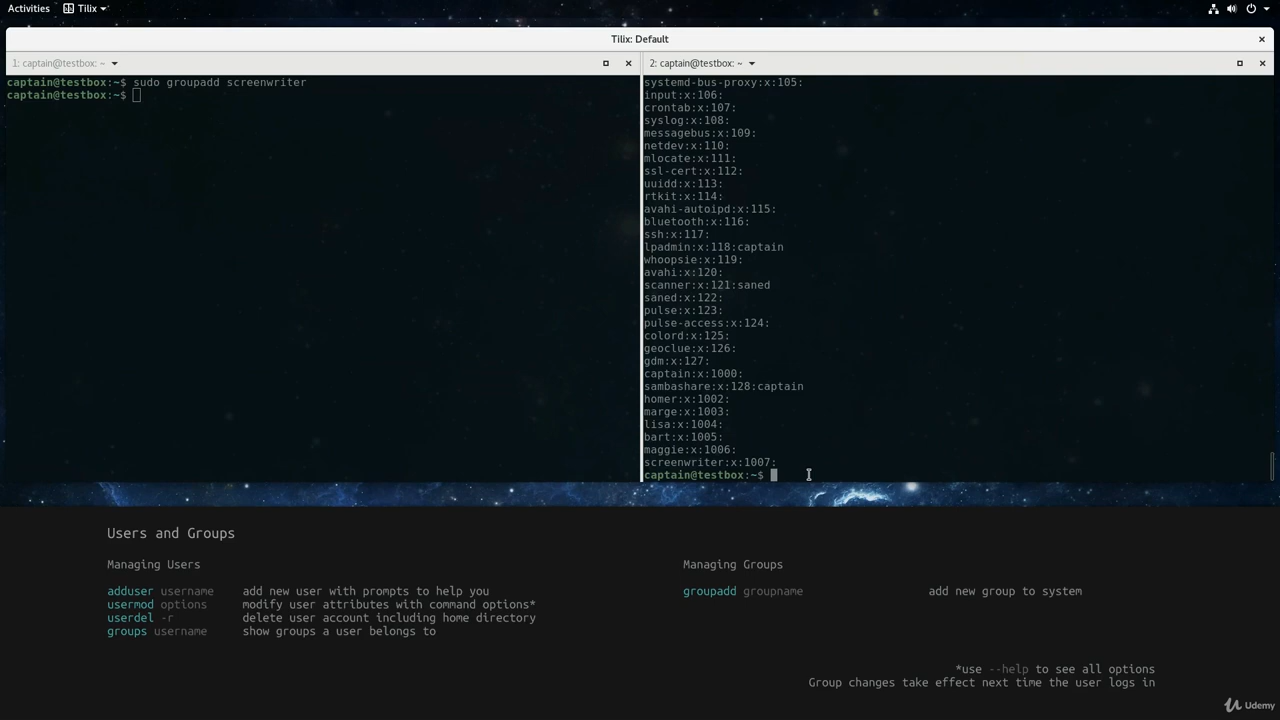 Activities Tilix
Tilix: Default
1: captain@testbox: ~
2: captain@testbox: ~
captain@testbox:~$ sudo groupadd screenwriter
captain@testbox:~$
systemd-bus-proxy:x:105:
input:x:106:
crontab:x:107:
syslog:x:108:
messagebus:x:109:
netdev:x:110:
mlocate:x:111:
ssl-cert:x:112:
uuidd:x:113:
rtkit:x:114:
avahi-autoipd:x:115:
bluetooth:x:116:
ssh:x:117:
lpadmin:x:118:captain
whoopsie:x:119:
avahi:x:120:
scanner:x:121:saned
saned:x:122:
pulse:x:123:
pulse-access:x:124:
colord:x:125:
geoclue:x:126:
gdm:x:127:
captain:x:1000:
sambashare:x:128:captain
homer:x:1002:
marge:x:1003:
lisa:x:1004:
bart:x:1005:
maggie:x:1006:
screenwriter:x:1007:
captain@testbox:~$
Users and Groups
Managing Users
adduser username add new user with prompts to help you
usermod options modify user attributes with command options*
userdel -r delete user account including home directory
groups username show groups a user belongs to
Managing Groups
groupadd groupname add new group to system
*use --help to see all options
Group changes take effect next time the user logs in
Udemy